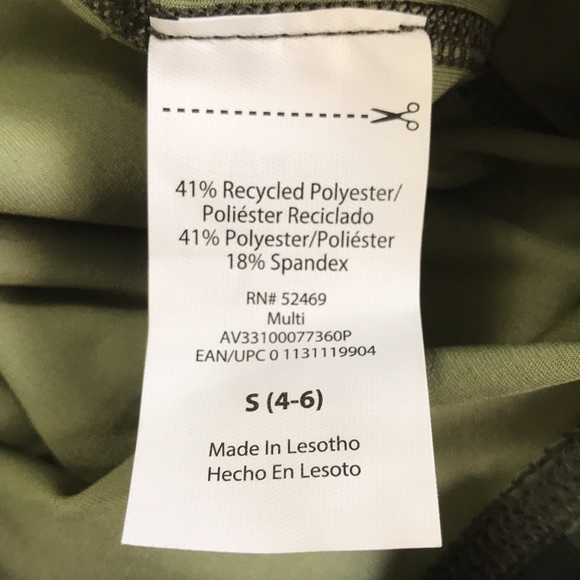 41% Recycled Polyester/
Poliéster Reciclado
41% Polyester/Poliéster
18% Spandex
RN# 52469
Multi
AV33100077360P
EAN/UPC 0 1131119904
S (4-6)
Made In Lesotho
Hecho En Lesoto